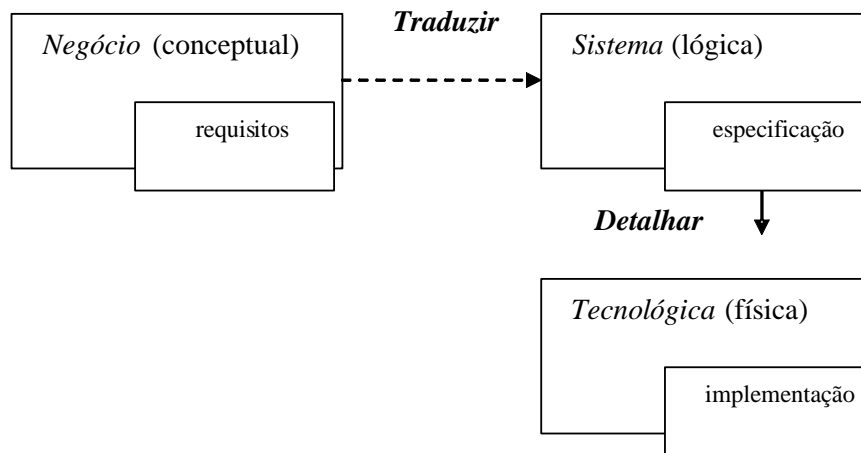 Traduzir
Negócio (conceptual)
Sistema (lógica)
requisitos
especificação
Detalhar
Tecnológica (física)
implementação